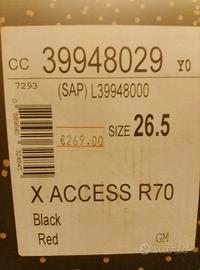 CC 39948029 Y0
7293 (SAP) L39948000
€269.00
SIZE 26.5
X ACCESS R70
Black
Red GM